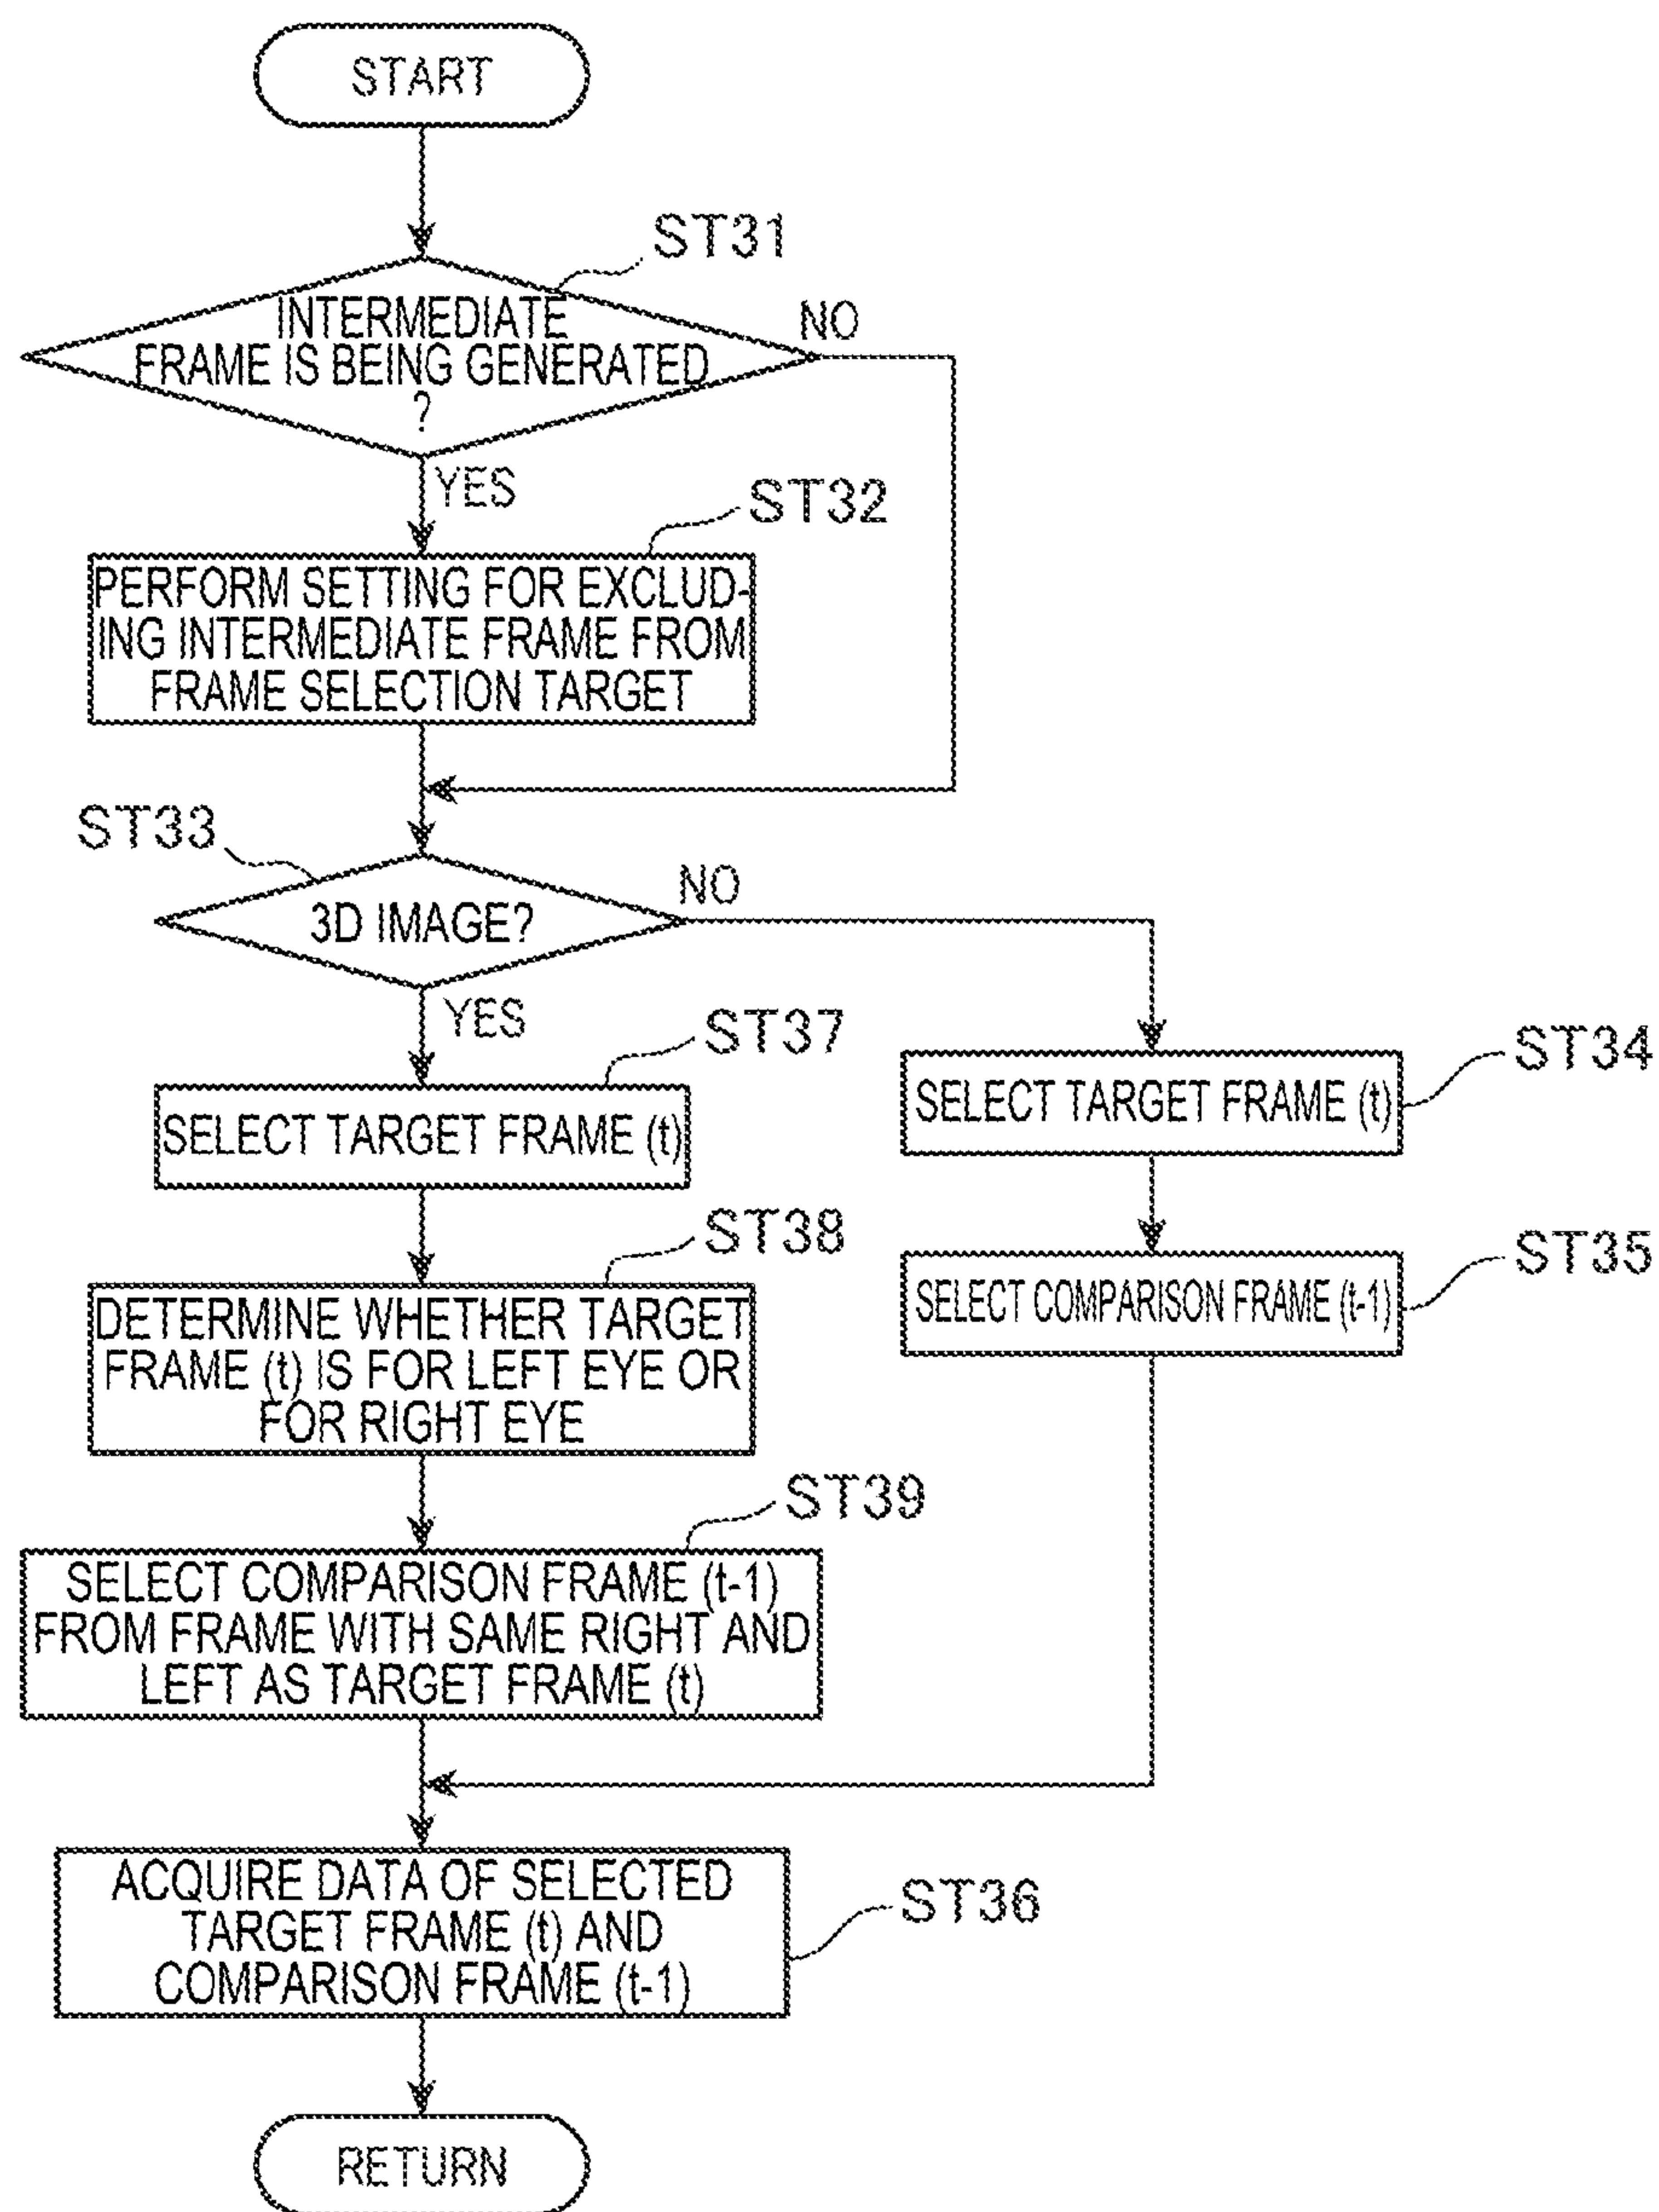 START
ST31
INTERMEDIATE
FRAME IS BEING GENERATED
?
NO
YES
ST32
PERFORM SETTING FOR EXCLUD-
ING INTERMEDIATE FRAME FROM
FRAME SELECTION TARGET
ST33
3D IMAGE?
NO
YES
ST37
SELECT TARGET FRAME (t)
ST34
SELECT TARGET FRAME (t)
ST38
DETERMINE WHETHER TARGET
FRAME (t) IS FOR LEFT EYE OR
FOR RIGHT EYE
ST35
SELECT COMPARISON FRAME (t-1)
ST39
SELECT COMPARISON FRAME (t-1)
FROM FRAME WITH SAME RIGHT AND
LEFT AS TARGET FRAME (t)
ACQUIRE DATA OF SELECTED
TARGET FRAME (t) AND
COMPARISON FRAME (t-1)
ST36
RETURN